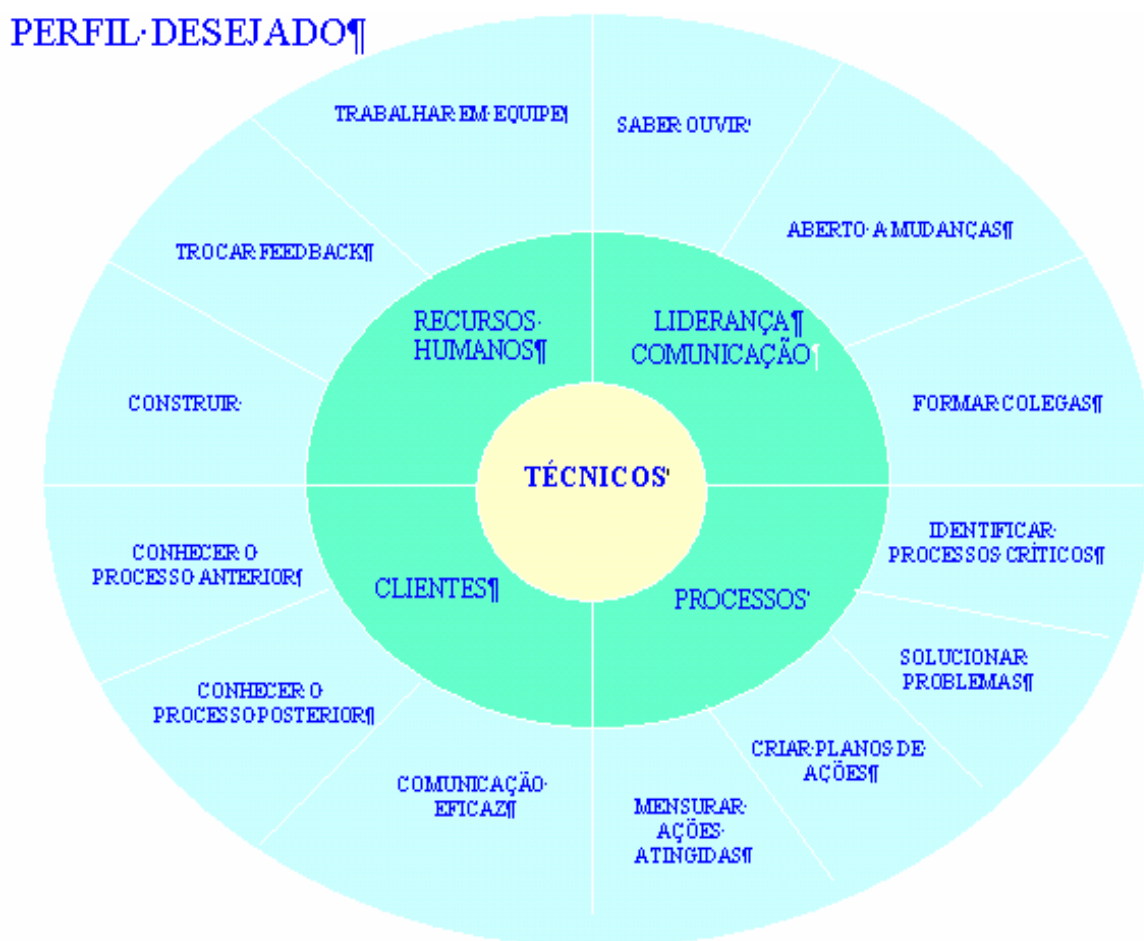 PERFIL·DESEJADO¶
TRABALHAR·EM·EQUIPE¶
SABER·OUVIR·
TROCAR·FEEDBACK¶
ABERTO·A·MUDANÇAS¶
RECURSOS·
HUMANOS¶
LIDERANÇA¶
COMUNICAÇÃO¶
CONSTRUIR·
FORMAR·COLEGAS¶
TÉCNICOS'
CONHECER·O
PROCESSO·ANTERIOR¶
IDENTIFICAR·
PROCESSOS·CRÍTICOS¶
CLIENTES¶
PROCESSOS'
CONHECER·O
PROCESSO·POSTERIOR¶
SOLUCIONAR
PROBLEMAS¶
COMUNICAÇÃO·
EFICAZ¶
CRIAR·PLANOS·DE·
AÇÕES¶
MENSURAR·
AÇÕES·
ATINGIDAS¶